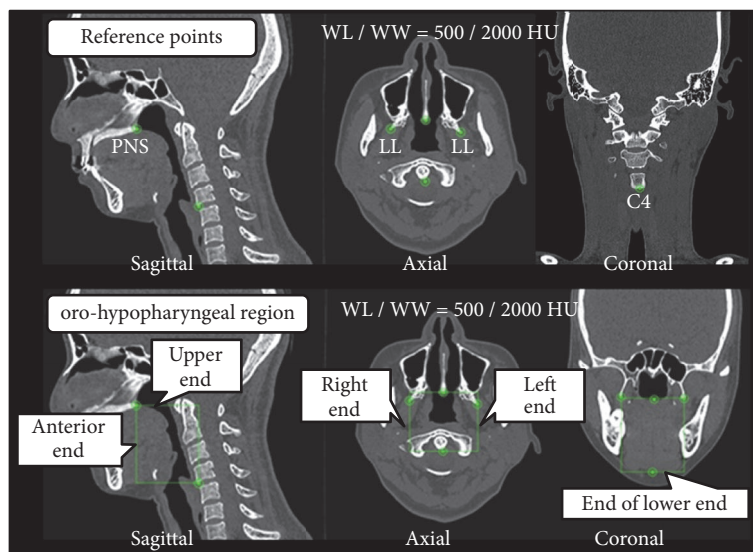 Reference points
WL / WW = 500 / 2000 HU
PNS
LL
LL
C4
Sagittal
Axial
Coronal
oro-hypopharyngeal region
WL / WW = 500 / 2000 HU
Upper
end
Anterior
end
Right
end
Left
end
End of lower end
Sagittal
Axial
Coronal